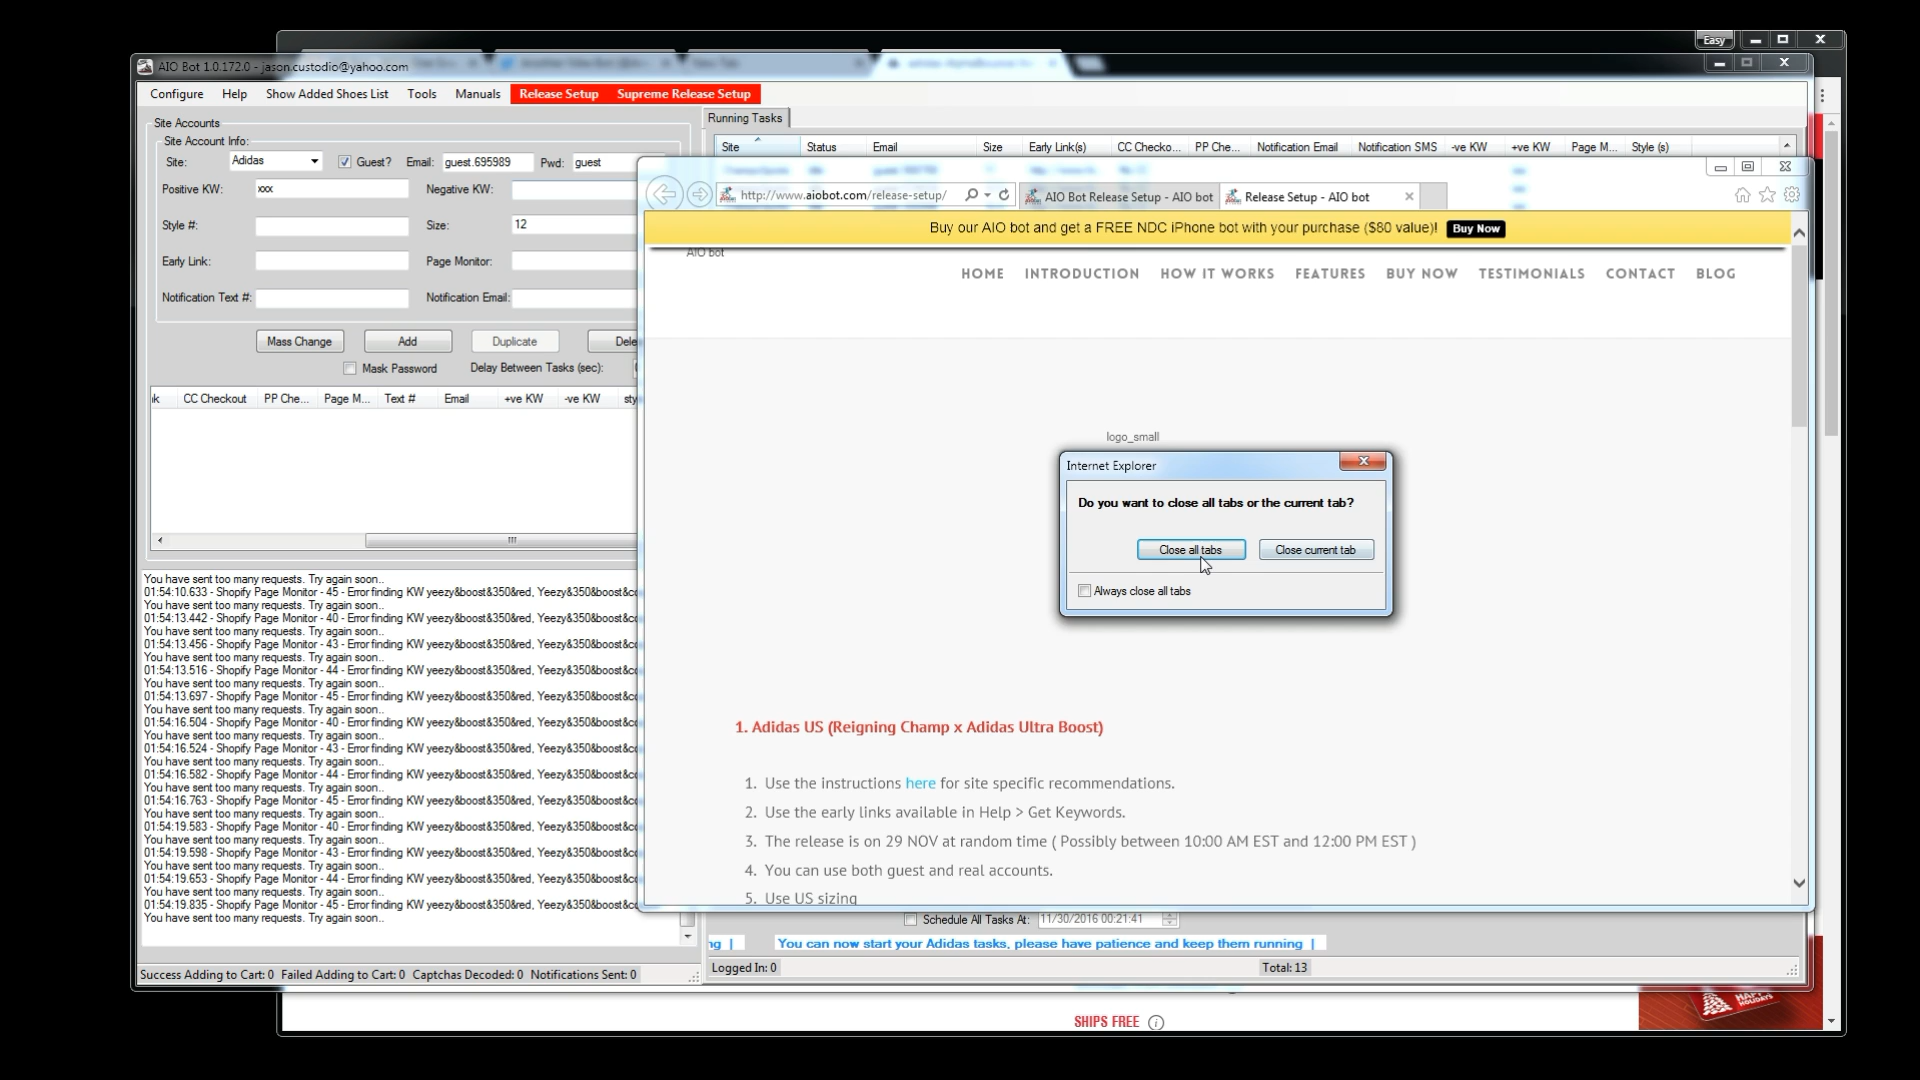 Easy
AIO Bot 1.0.172.0 - jason.custodio@yahoo.com
Configure Help Show Added Shoes List Tools Manuals Release Setup Supreme Release Setup
Site Accounts
Site Account Info:
Site: Adidas Guest? Email: guest.695989 Pwd: guest
Positive KW: xxx Negative KW:
Style #: Size: 12
Early Link: Page Monitor:
Notification Text #: Notification Email:
Mass Change Add Duplicate Dele
Mask Password Delay Between Tasks (sec):
CC Checkout PP Che... Page M... Text # Email +ve KW -ve KW sty
You have sent too many requests. Try again soon..
01:54:10.633 - Shopify Page Monitor - 45 - Error finding KW yeezy&boost&350&red, Yeezy&350&boost&cc
You have sent too many requests. Try again soon..
01:54:13.442 - Shopify Page Monitor - 40 - Error finding KW yeezy&boost&350&red, Yeezy&350&boost&cc
You have sent too many requests. Try again soon..
01:54:13.456 - Shopify Page Monitor - 43 - Error finding KW yeezy&boost&350&red, Yeezy&350&boost&cc
You have sent too many requests. Try again soon..
01:54:13.516 - Shopify Page Monitor - 44 - Error finding KW yeezy&boost&350&red, Yeezy&350&boost&cc
You have sent too many requests. Try again soon..
01:54:13.697 - Shopify Page Monitor - 45 - Error finding KW yeezy&boost&350&red, Yeezy&350&boost&cc
You have sent too many requests. Try again soon..
01:54:16.504 - Shopify Page Monitor - 40 - Error finding KW yeezy&boost&350&red, Yeezy&350&boost&cc
You have sent too many requests. Try again soon..
01:54:16.524 - Shopify Page Monitor - 43 - Error finding KW yeezy&boost&350&red, Yeezy&350&boost&cc
You have sent too many requests. Try again soon..
01:54:16.582 - Shopify Page Monitor - 44 - Error finding KW yeezy&boost&350&red, Yeezy&350&boost&cc
You have sent too many requests. Try again soon..
01:54:16.763 - Shopify Page Monitor - 45 - Error finding KW yeezy&boost&350&red, Yeezy&350&boost&cc
You have sent too many requests. Try again soon..
01:54:19.583 - Shopify Page Monitor - 40 - Error finding KW yeezy&boost&350&red, Yeezy&350&boost&cc
You have sent too many requests. Try again soon..
01:54:19.598 - Shopify Page Monitor - 43 - Error finding KW yeezy&boost&350&red, Yeezy&350&boost&cc
You have sent too many requests. Try again soon..
01:54:19.653 - Shopify Page Monitor - 44 - Error finding KW yeezy&boost&350&red, Yeezy&350&boost&cc
You have sent too many requests. Try again soon..
01:54:19.835 - Shopify Page Monitor - 45 - Error finding KW yeezy&boost&350&red, Yeezy&350&boost&cc
You have sent too many requests. Try again soon..
Success Adding to Cart: 0 Failed Adding to Cart: 0 Captchas Decoded: 0 Notifications Sent: 0
Running Tasks
Site Status Email Size Early Link(s) CC Checko... PP Che... Notification Email Notification SMS -ve KW +ve KW Page M... Style (s)
http://www.aiobot.com/release-setup/ AIO Bot Release Setup - AIO bot Release Setup - AIO bot
Buy our AIO bot and get a FREE NDC iPhone bot with your purchase ($80 value)! Buy Now
AIO bot
HOME INTRODUCTION HOW IT WORKS FEATURES BUY NOW TESTIMONIALS CONTACT BLOG
logo_small
Internet Explorer
Do you want to close all tabs or the current tab?
Close all tabs Close current tab
Always close all tabs
1. Adidas US (Reigning Champ x Adidas Ultra Boost)
1. Use the instructions here for site specific recommendations.
2. Use the early links available in Help > Get Keywords.
3. The release is on 29 NOV at random time ( Possibly between 10:00 AM EST and 12:00 PM EST )
4. You can use both guest and real accounts.
5. Use US sizing
Schedule All Tasks At: 11/30/2016 00:21:41
ng | You can now start your Adidas tasks, please have patience and keep them running |
Logged In: 0 Total: 13
SHIPS FREE
HAPPY
HOLIDAYS